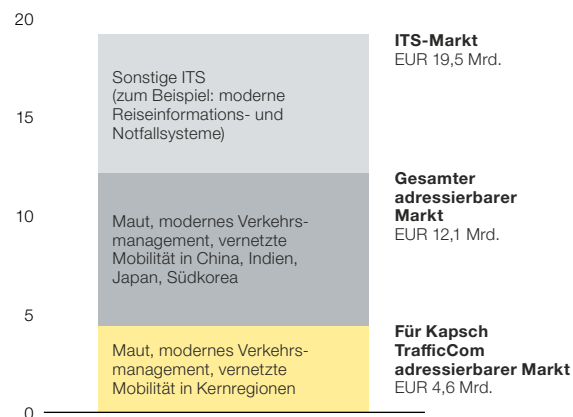 20
ITS-Markt
EUR 19,5 Mrd.
Sonstige ITS
(zum Beispiel: moderne
Reiseinformations- und
Notfallsysteme)
15
Gesamter
adressierbarer
Markt
EUR 12,1 Mrd.
10
Maut, modernes Verkehrs-
management, vernetzte
Mobilität in China, Indien,
Japan, Südkorea
5
Für Kapsch
TrafficCom
adressierbarer Markt
EUR 4,6 Mrd.
Maut, modernes Verkehrs-
management, vernetzte
Mobilität in Kernregionen
0